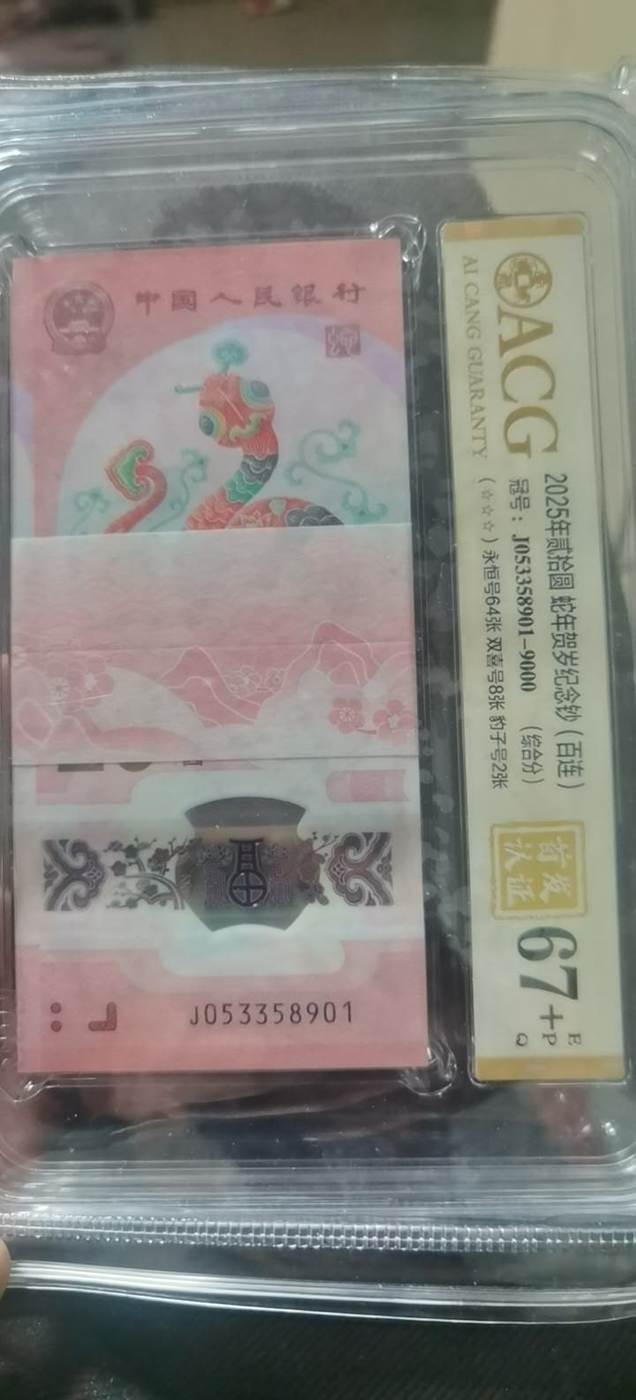 中国人民银行
J053358901
ACG
AI CANG GUARANTY
2025年贰拾圆 蛇年贺岁纪念钞（百连）
冠号：J053358901-9000 （综合分）
（☆☆☆）永恒号64张 双喜号8张 豹子号2张
首发
认证
67+
E
P
Q